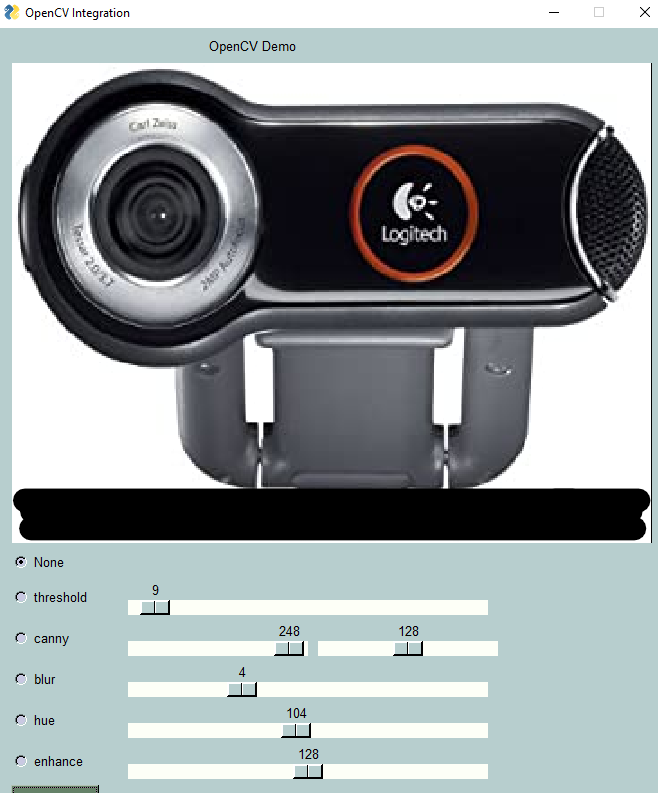 OpenCV Integration
OpenCV Demo
Carl Zeiss
Tessar 2.0/3.7
2MP Autofocus
Logitech
None
9
threshold
248 128
canny
4
blur
104
hue
128
enhance